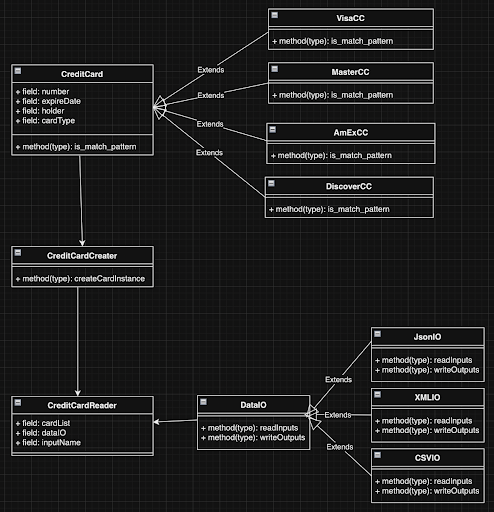 VisaCC
+ method(type): is_match_pattern
CreditCard
+ field: number
+ field: expireDate
+ field: holder
+ field: cardType
+ method(type): is_match_pattern
Extends
MasterCC
+ method(type): is_match_pattern
Extends
AmExCC
+ method(type): is_match_pattern
Extends
DiscoverCC
+ method(type): is_match_pattern
Extends
CreditCardCreater
+ method(type): createCardInstance
CreditCardReader
+ field: cardList
+ field: dataIO
+ field: inputName
DataIO
+ method(type): readInputs
+ method(type): writeOutputs
JsonIO
+ method(type): readInputs
+ method(type): writeOutputs
Extends
XMLIO
+ method(type): readInputs
+ method(type): writeOutputs
Extends
CSVIO
+ method(type): readInputs
+ method(type): writeOutputs
Extends